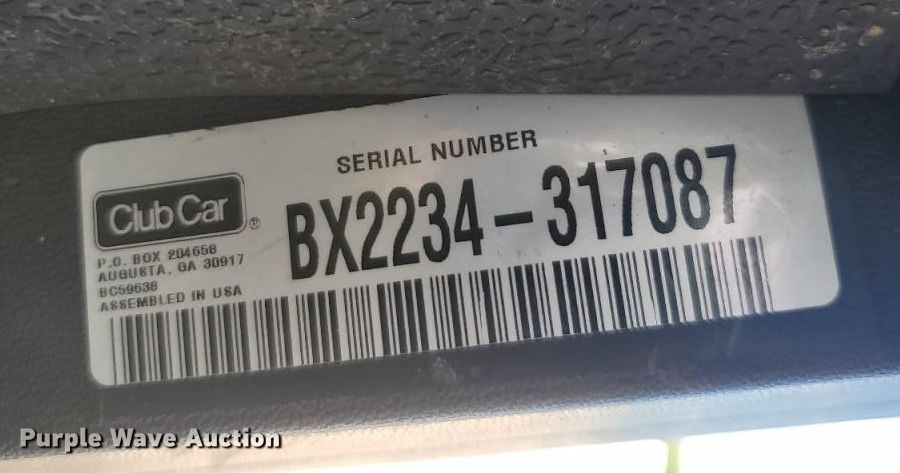 SERIAL NUMBER
Club Car®
BX2234-317087
P.O. BOX 204658
AUGUSTA, GA 30917
BC59638
ASSEMBLED IN USA
Purple Wave Auction